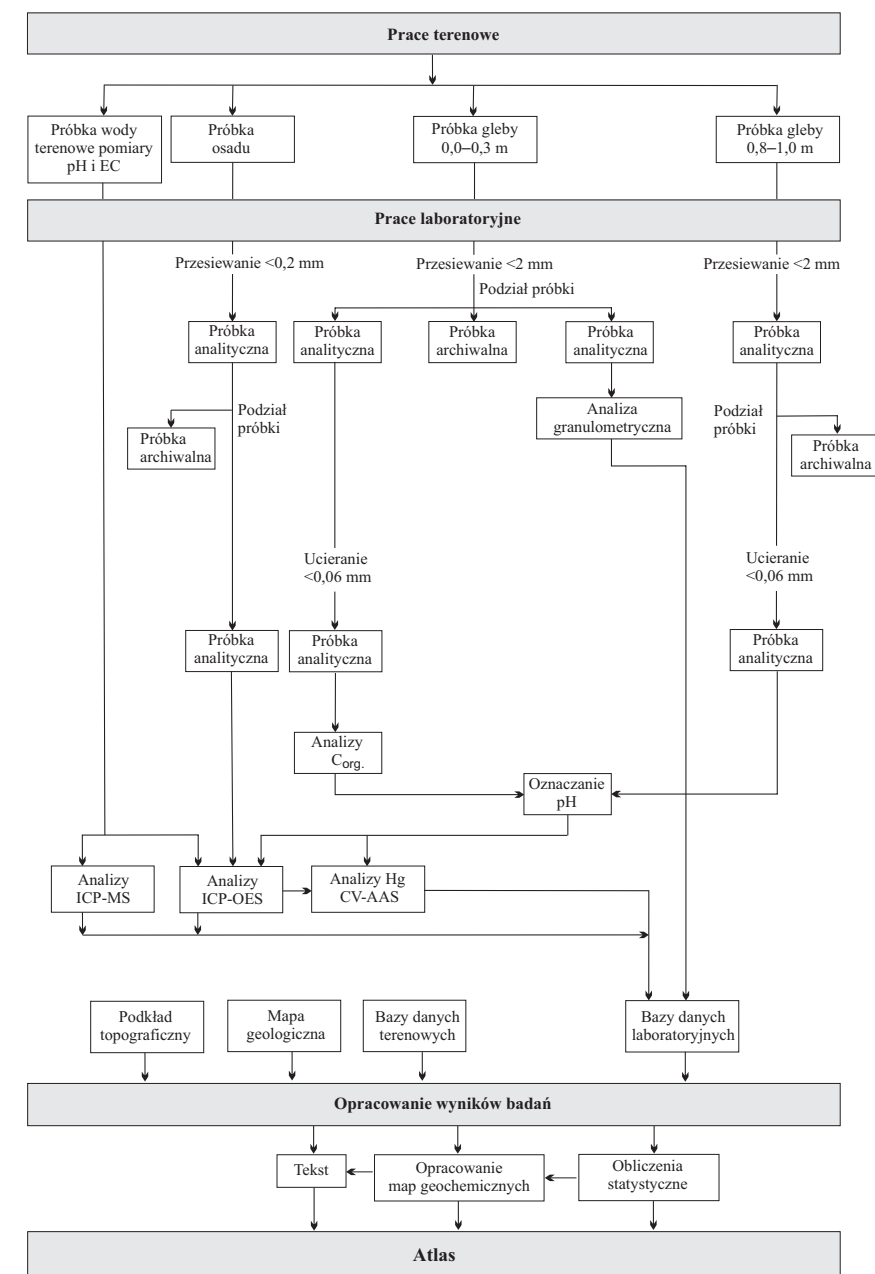 Prace terenowe
Próbka wody
terenowe pomiary
pH i EC
Próbka
osadu
Próbka gleby
0,0–0,3 m
Próbka gleby
0,8–1,0 m
Prace laboratoryjne
Przesiewanie <0,2 mm
Przesiewanie <2 mm
Przesiewanie <2 mm
Podział próbki
Próbka
analityczna
Próbka
analityczna
Próbka
archiwalna
Próbka
analityczna
Próbka
analityczna
Podział
próbki
Próbka
archiwalna
Analiza
granulometryczna
Podział
próbki
Próbka
archiwalna
Ucieranie
<0,06 mm
Ucieranie
<0,06 mm
Próbka
analityczna
Próbka
analityczna
Próbka
analityczna
Analizy
Corg.
Oznaczanie
pH
Analizy
ICP-MS
Analizy
ICP-OES
Analizy Hg
CV-AAS
Podkład
topograficzny
Mapa
geologiczna
Bazy danych
terenowych
Bazy danych
laboratoryjnych
Opracowanie wyników badań
Tekst
Opracowanie
map geochemicznych
Obliczenia
statystyczne
Atlas